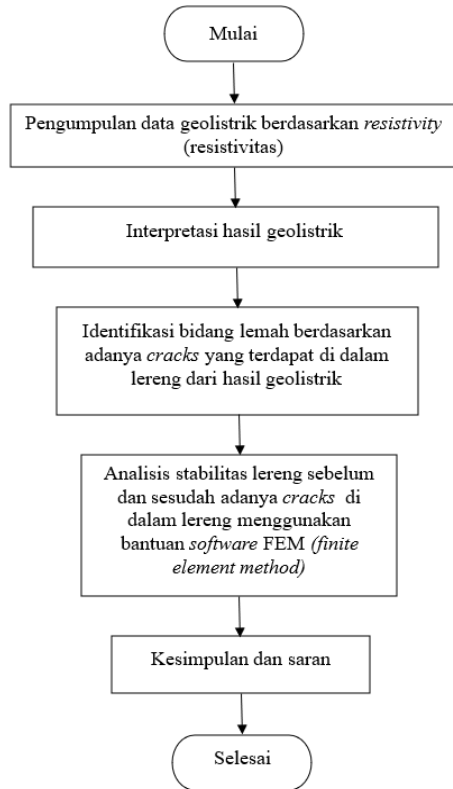 Mulai
Pengumpulan data geolistrik berdasarkan resistivity
(resistivitas)
Interpretasi hasil geolistrik
Identifikasi bidang lemah berdasarkan
adanya cracks yang terdapat di dalam
lereng dari hasil geolistrik
Analisis stabilitas lereng sebelum
dan sesudah adanya cracks di
dalam lereng menggunakan
bantuan software FEM (finite
element method)
Kesimpulan dan saran
Selesai